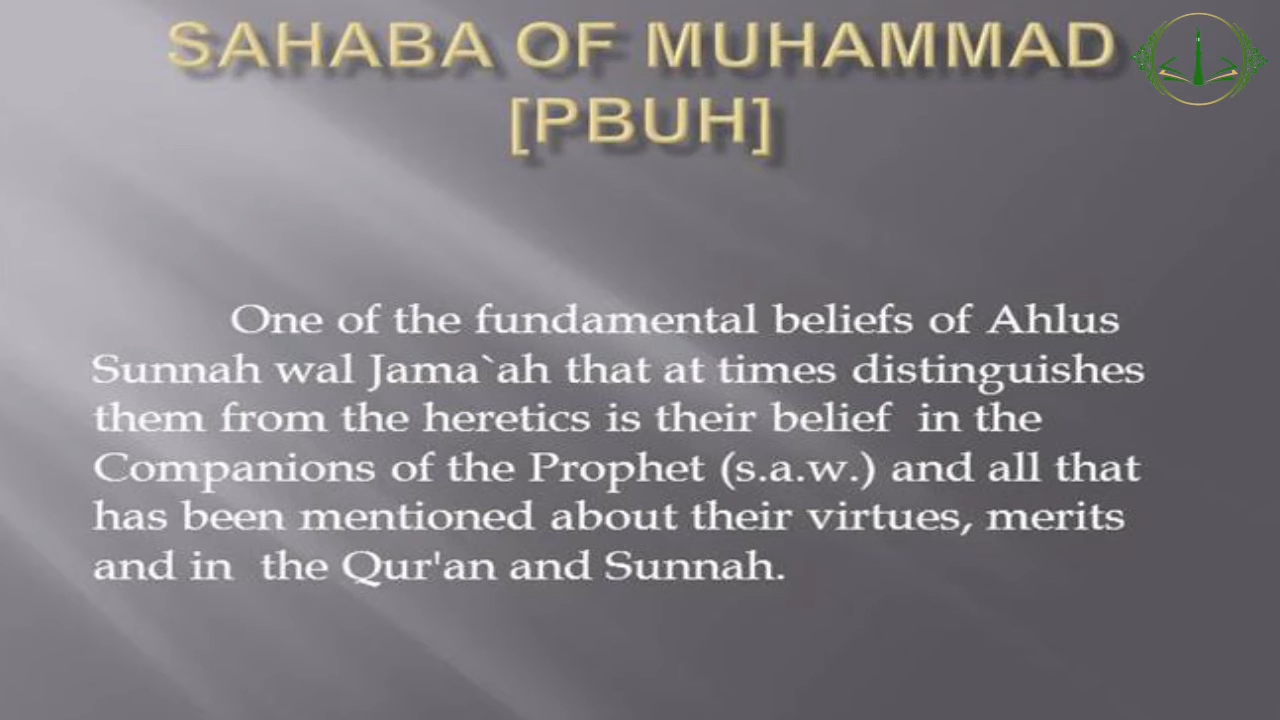 SAHABA OF MUHAMMAD
[PBUH]
One of the fundamental beliefs of Ahlus
Sunnah wal Jama`ah that at times distinguishes
them from the heretics is their belief in the
Companions of the Prophet (s.a.w.) and all that
has been mentioned about their virtues, merits
and in the Qur'an and Sunnah.